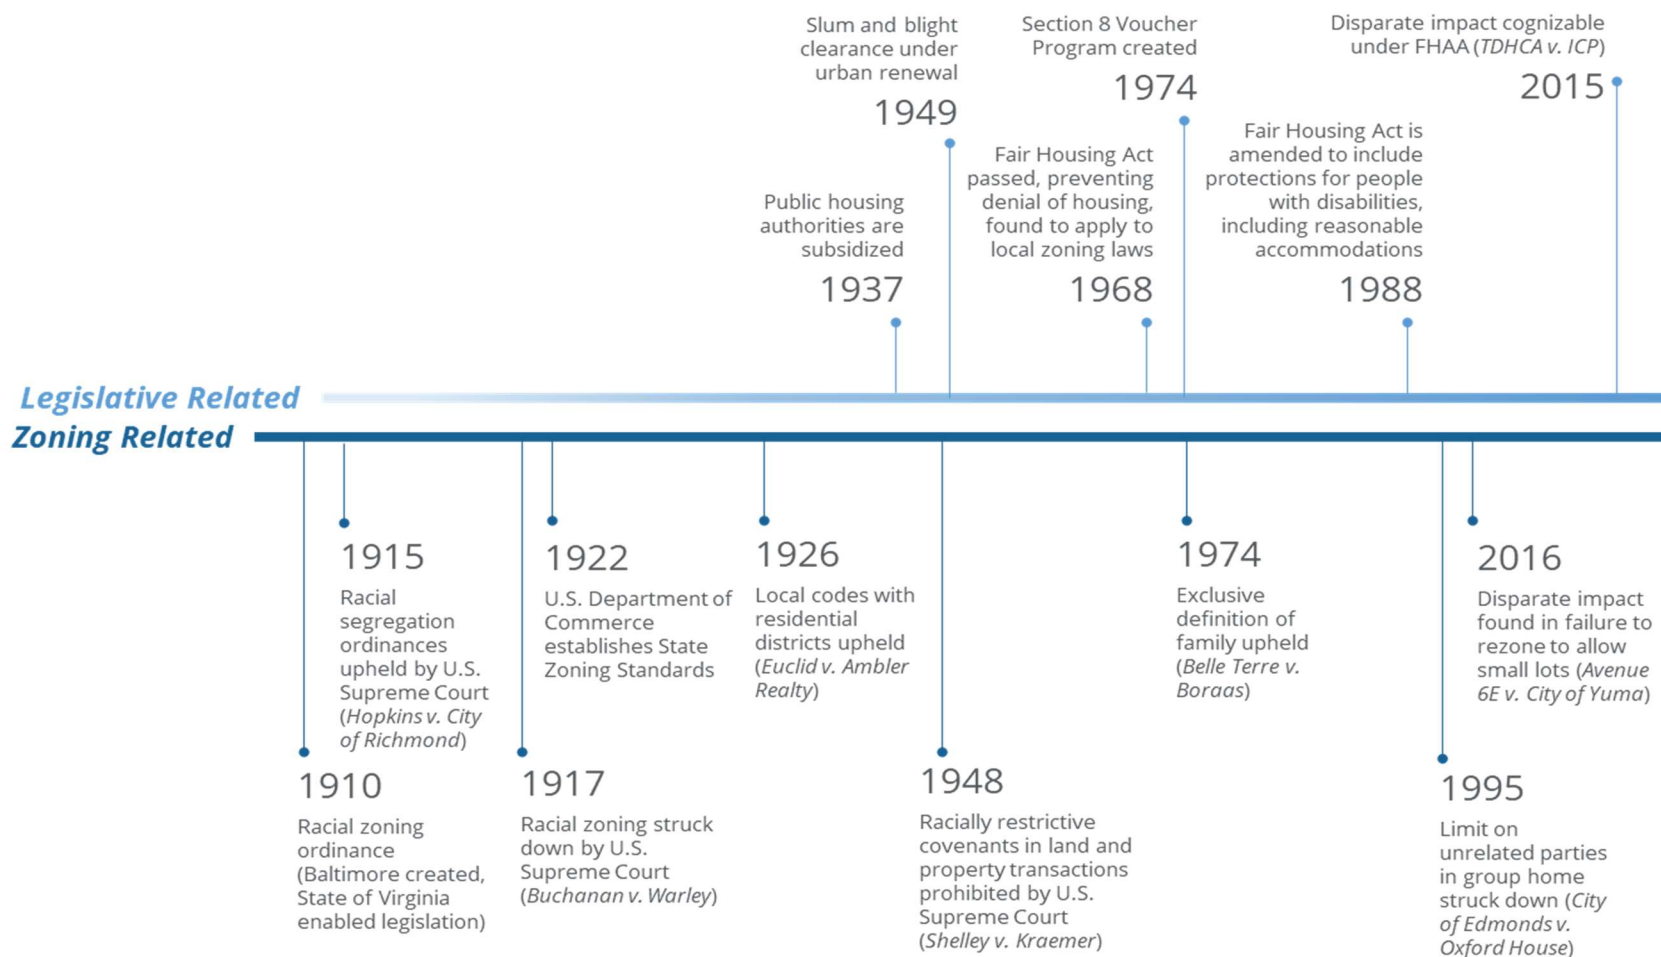 Slum and blight
clearance under
urban renewal
1949
Section 8 Voucher
Program created
1974
Disparate impact cognizable
under FHAA (TDHCA v. ICP)
2015
Public housing
authorities are
subsidized
1937
Fair Housing Act
passed, preventing
denial of housing,
found to apply to
local zoning laws
1968
Fair Housing Act is
amended to include
protections for people
with disabilities,
including reasonable
accommodations
1988
Legislative Related
Zoning Related
1915
Racial
segregation
ordinances
upheld by U.S.
Supreme Court
(Hopkins v. City
of Richmond)
1922
U.S. Department of
Commerce
establishes State
Zoning Standards
1926
Local codes with
residential
districts upheld
(Euclid v. Ambler
Realty)
1974
Exclusive
definition of
family upheld
(Belle Terre v.
Boraas)
2016
Disparate impact
found in failure to
rezone to allow
small lots (Avenue
6E v. City of Yuma)
1910
Racial zoning
ordinance
(Baltimore created,
State of Virginia
enabled legislation)
1917
Racial zoning struck
down by U.S.
Supreme Court
(Buchanan v. Warley)
1948
Racially restrictive
covenants in land and
property transactions
prohibited by U.S.
Supreme Court
(Shelley v. Kraemer)
1995
Limit on
unrelated parties
in group home
struck down (City
of Edmonds v.
Oxford House)